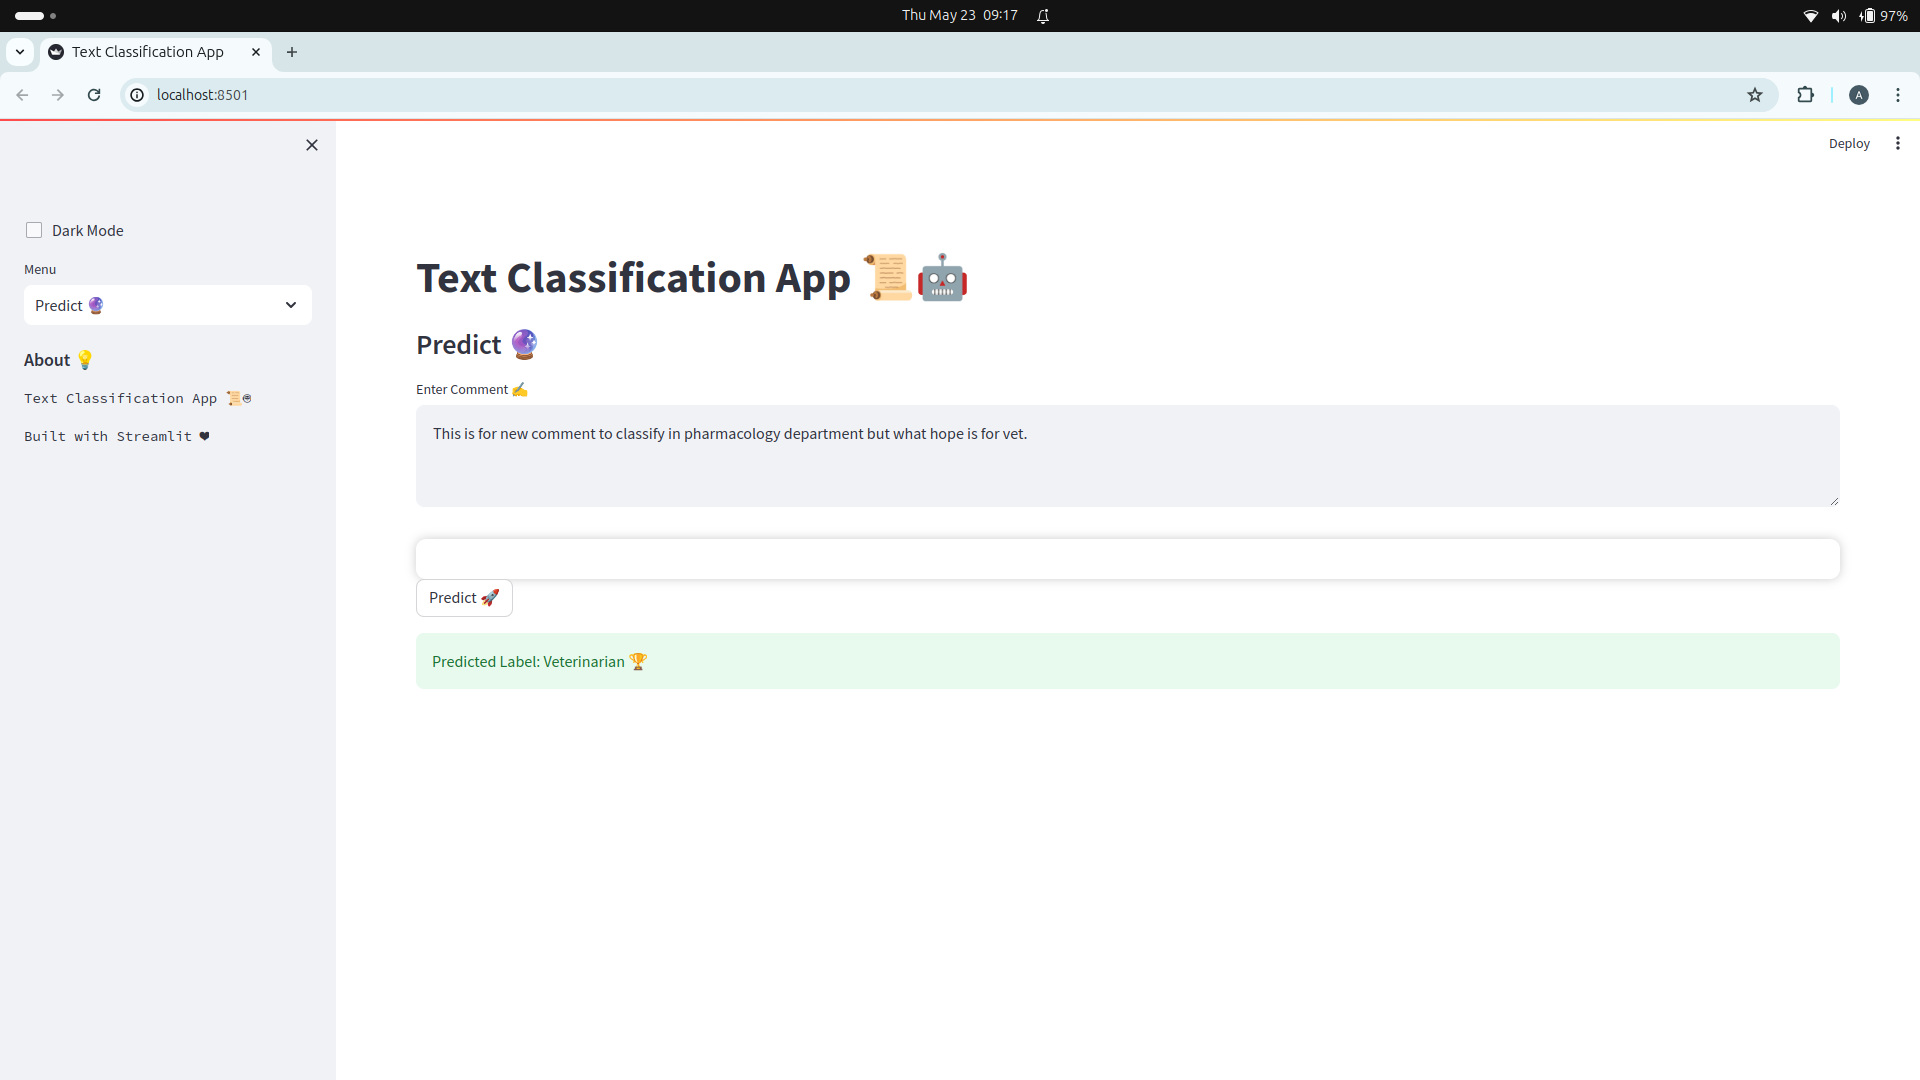 Thu May 23 09:17
97%
Text Classification App
localhost:8501
A
Deploy
Dark Mode
Menu
Predict 🔮
About 💡
Text Classification App 📜🤖
Built with Streamlit ❤
Text Classification App 📜🤖
Predict 🔮
Enter Comment ✍
This is for new comment to classify in pharmacology department but what hope is for vet.
Predict 🚀
Predicted Label: Veterinarian 🏆